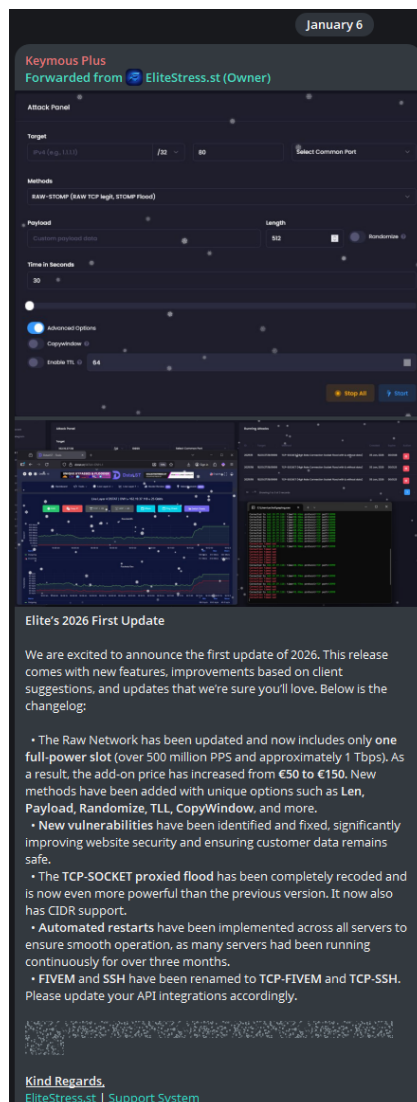 January 6
Keymous Plus
Forwarded from EliteStress.st (Owner)
Attack Panel
Target
IPv4 (e.g., 1.1.1.1) /32 80 Select Common Port
Methods
RAW-STOMP (RAW TCP legit, STOMP Flood)
Payload Length
Custom payload data 512 Randomize
Time in Seconds
30
Advanced Options
Copywindow
Enable TTL 64
Stop All Start
Attack Panel
Target
Elite's 2026 First Update
We are excited to announce the first update of 2026. This release
comes with new features, improvements based on client
suggestions, and updates that we're sure you'll love. Below is the
changelog:
• The Raw Network has been updated and now includes only one
full-power slot (over 500 million PPS and approximately 1 Tbps). As
a result, the add-on price has increased from €50 to €150. New
methods have been added with unique options such as Len,
Payload, Randomize, TLL, CopyWindow, and more.
• New vulnerabilities have been identified and fixed, significantly
improving website security and ensuring customer data remains
safe.
• The TCP-SOCKET proxied flood has been completely recoded and
is now even more powerful than the previous version. It now also
has CIDR support.
• Automated restarts have been implemented across all servers to
ensure smooth operation, as many servers had been running
continuously for over three months.
• FIVEM and SSH have been renamed to TCP-FIVEM and TCP-SSH.
Please update your API integrations accordingly.
Kind Regards,
EliteStress.st | Support System